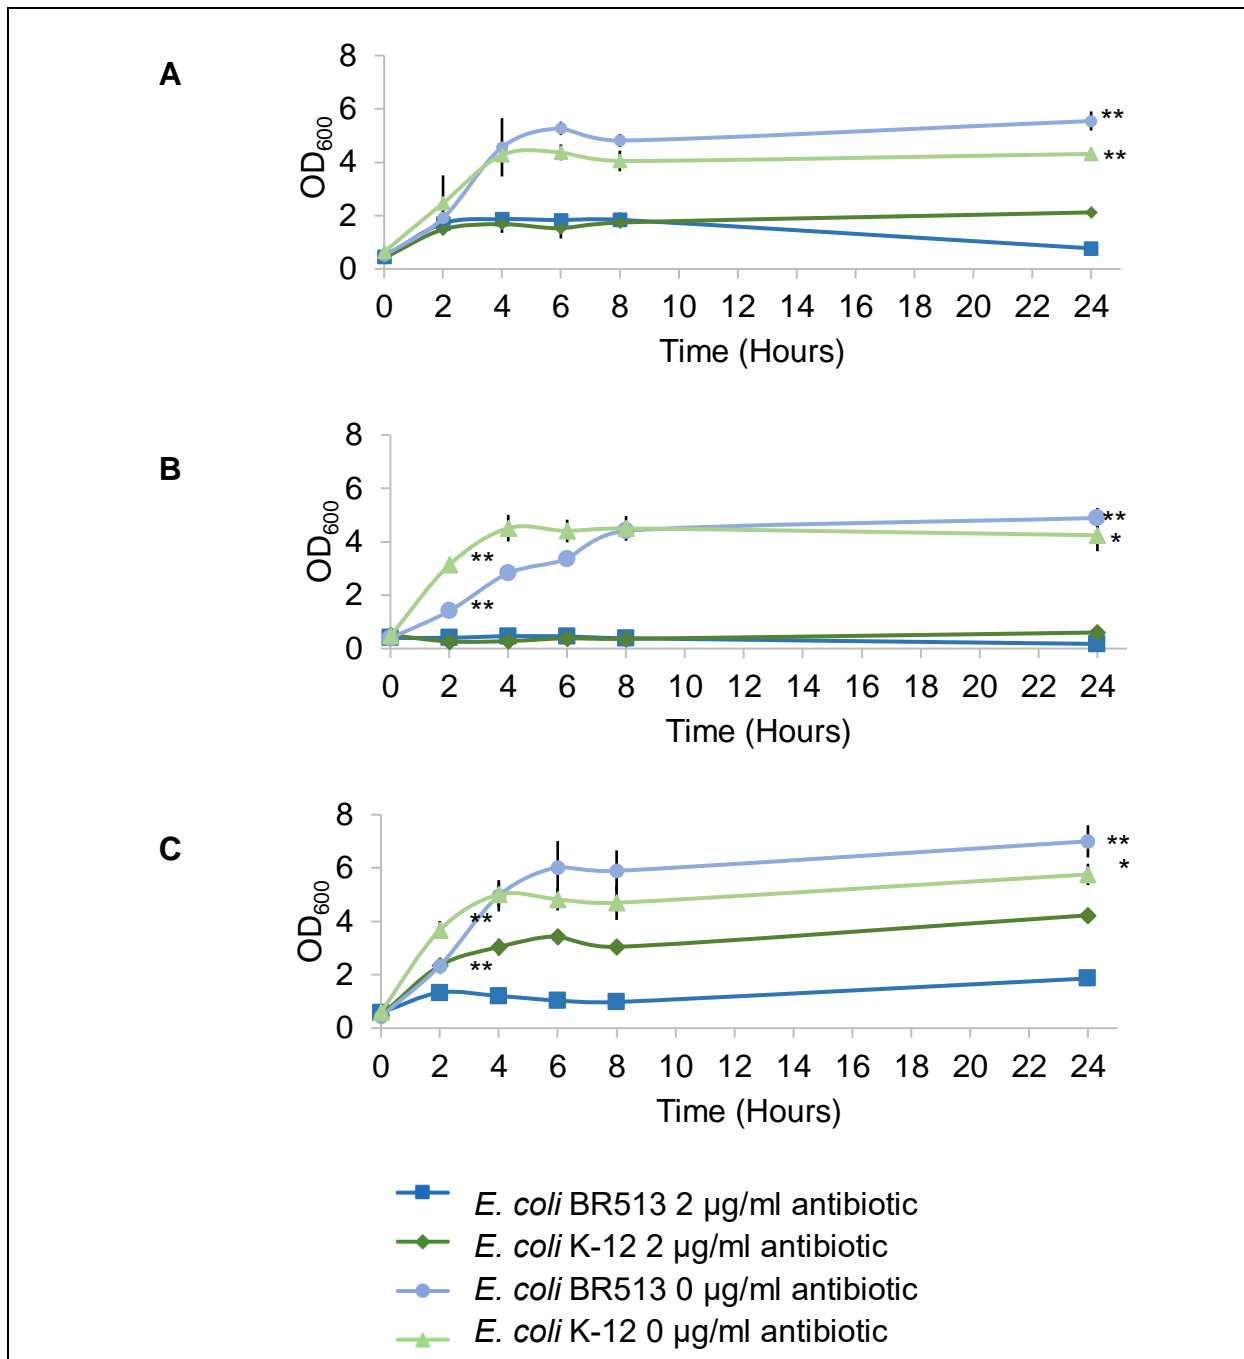 A
8
6
4
2
0
OD600
**
**
0 2 4 6 8 10 12 14 16 18 20 22 24
Time (Hours)
B
8
6
4
2
0
OD600
**
**
**
*
0 2 4 6 8 10 12 14 16 18 20 22 24
Time (Hours)
C
8
6
4
2
0
OD600
**
**
**
*
0 2 4 6 8 10 12 14 16 18 20 22 24
Time (Hours)
E. coli BR513 2 µg/ml antibiotic
E. coli K-12 2 µg/ml antibiotic
E. coli BR513 0 µg/ml antibiotic
E. coli K-12 0 µg/ml antibiotic